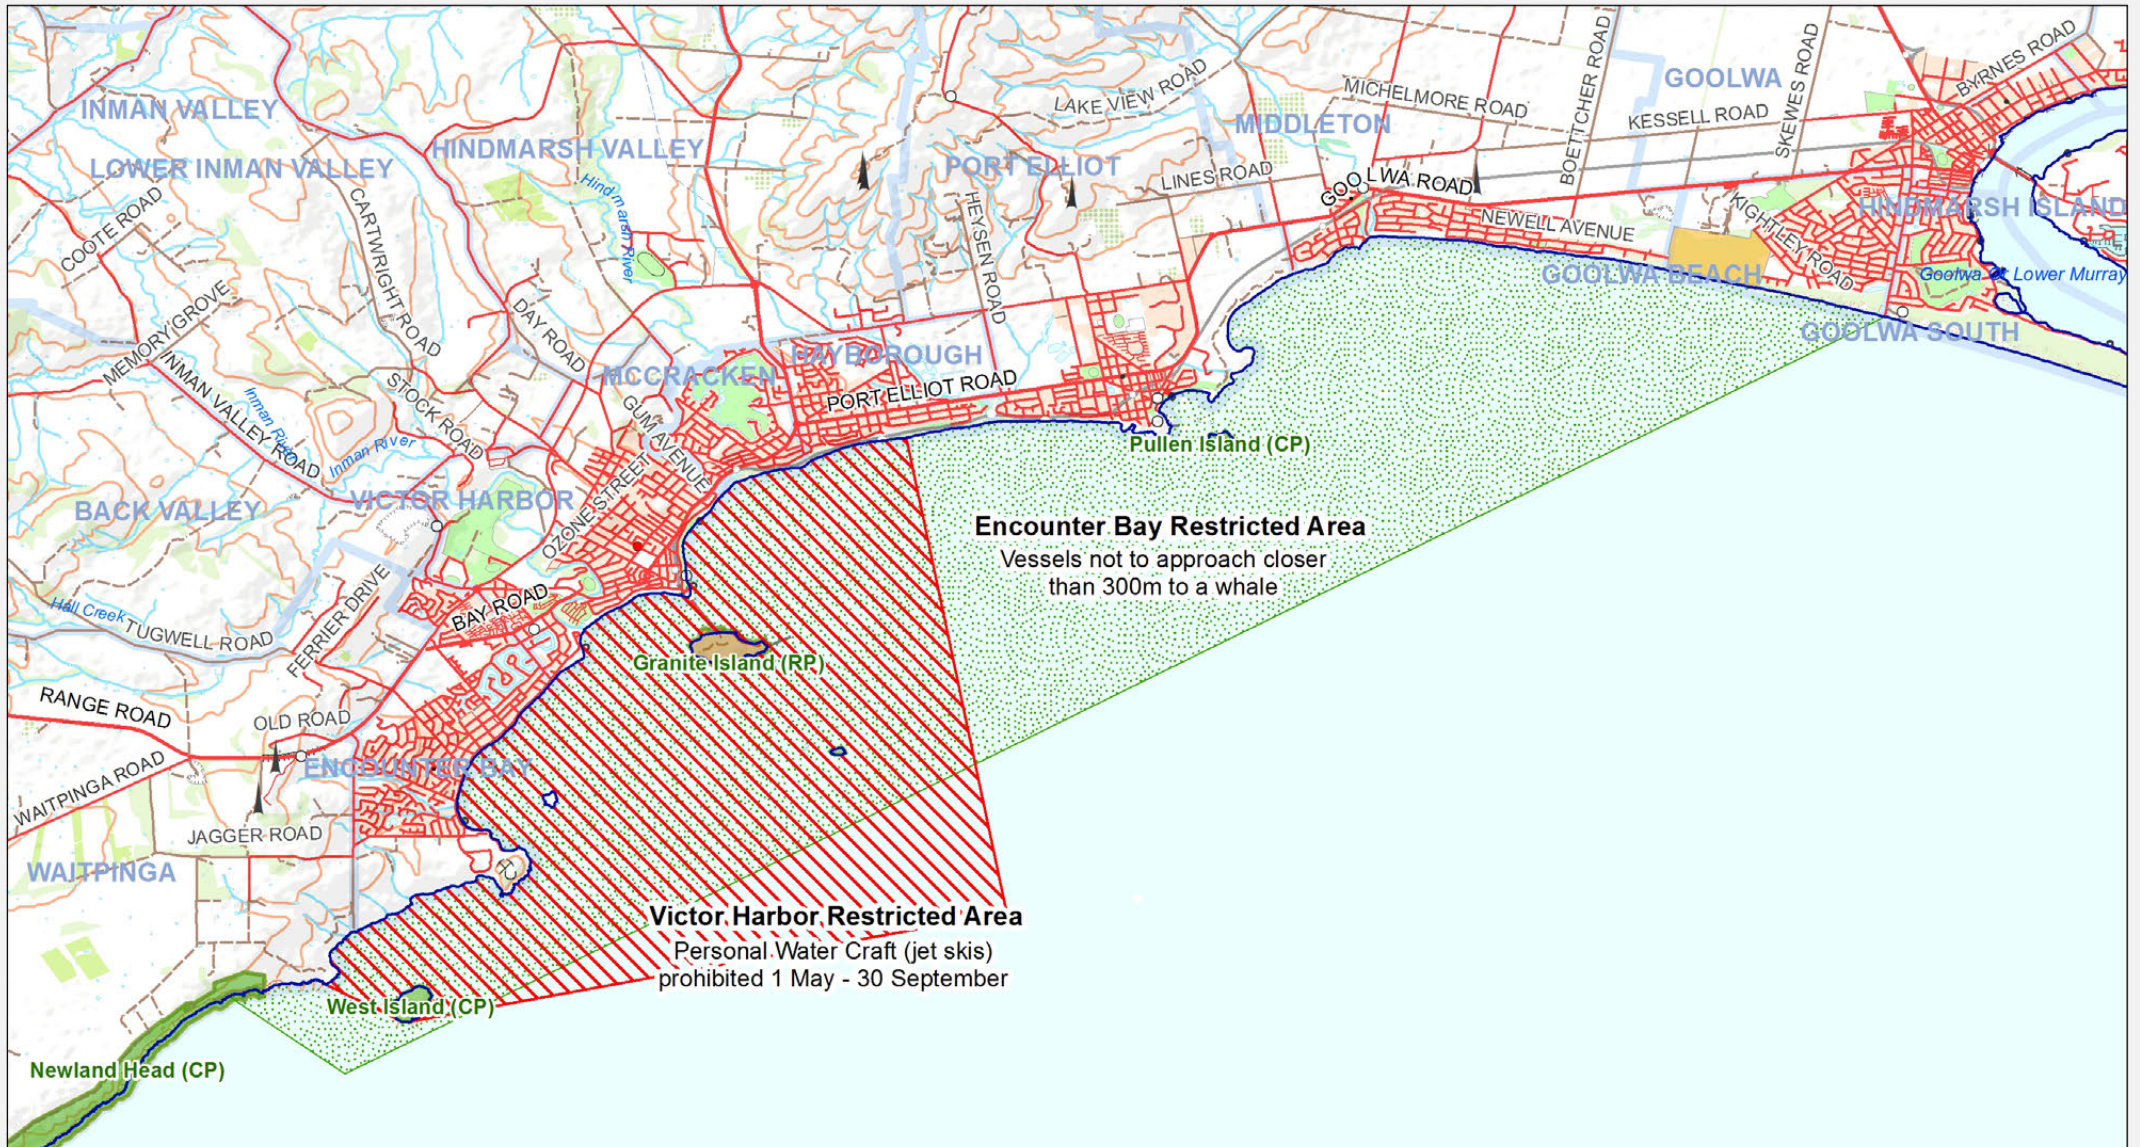 BYRNES ROAD
GOOLWA
SKEWES ROAD
BOETTCHER ROAD
LAKE VIEW ROAD
MICHELMORE ROAD
KESSELL ROAD
INMAN VALLEY
MIDDLETON
HINDMARSH VALLEY
LOWER INMAN VALLEY
PORT ELLIOT
LINES ROAD
GOOLWA ROAD
Hindmarsh River
COOTE ROAD
CARTWRIGHT ROAD
HEYSEN ROAD
NEWELL AVENUE
KIGHTLEY ROAD
HINDMARSH ISLAND
GOOLWA BEACH
Goolwa Or Lower Murray
MEMORY GROVE
DAY ROAD
GOOLWA SOUTH
HAYBOROUGH
MCCRACKEN
PORT ELLIOT ROAD
INMAN VALLEY ROAD
Inman River
STOCK ROAD
GUM AVENUE
Inman River
Pullen Island (CP)
BACK VALLEY
VICTOR HARBOR
OZONE STREET
Encounter Bay Restricted Area
Vessels not to approach closer
than 300m to a whale
Hall Creek
TUGWELL ROAD
FERRIER DRIVE
BAY ROAD
Granite Island (RP)
RANGE ROAD
OLD ROAD
WAITPINGA ROAD
ENCOUNTER BAY
JAGGER ROAD
WAITPINGA
Victor Harbor Restricted Area
Personal Water Craft (jet skis)
prohibited 1 May - 30 September
West Island (CP)
Newland Head (CP)